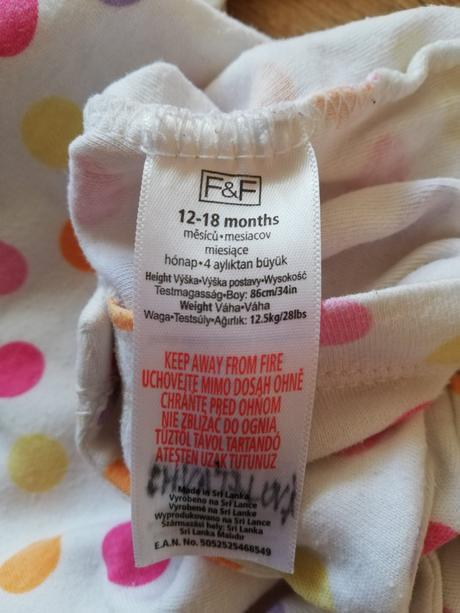 F&F
12-18 months
měsíců•mesiacov
miesiące
hónap•4 aylıktan büyük
Height Výška•Výška postavy•Wysokość
Testmagasság•Boy: 86cm/34in
Weight Váha•Váha
Waga•Testsúly•Ağırlık: 12.5kg/28lbs
KEEP AWAY FROM FIRE
UCHOVEJTE MIMO DOSAH OHNĚ
CHRÁNTE PRED OHŇOM
NIE ZBLIŻAĆ DO OGNIA
TŰZTŐL TÁVOL TARTANDÓ
ATEŞTEN UZAK TUTUNUZ
Made in Sri Lanka
Vyrobeno na Srí Lance
Vyrobené na Srí Lanke
Wyprodukowano na Sri Lance
Származási hely: Sri Lanka
Sri Lanka Malıdır
E.A.N. No. 5052525468549